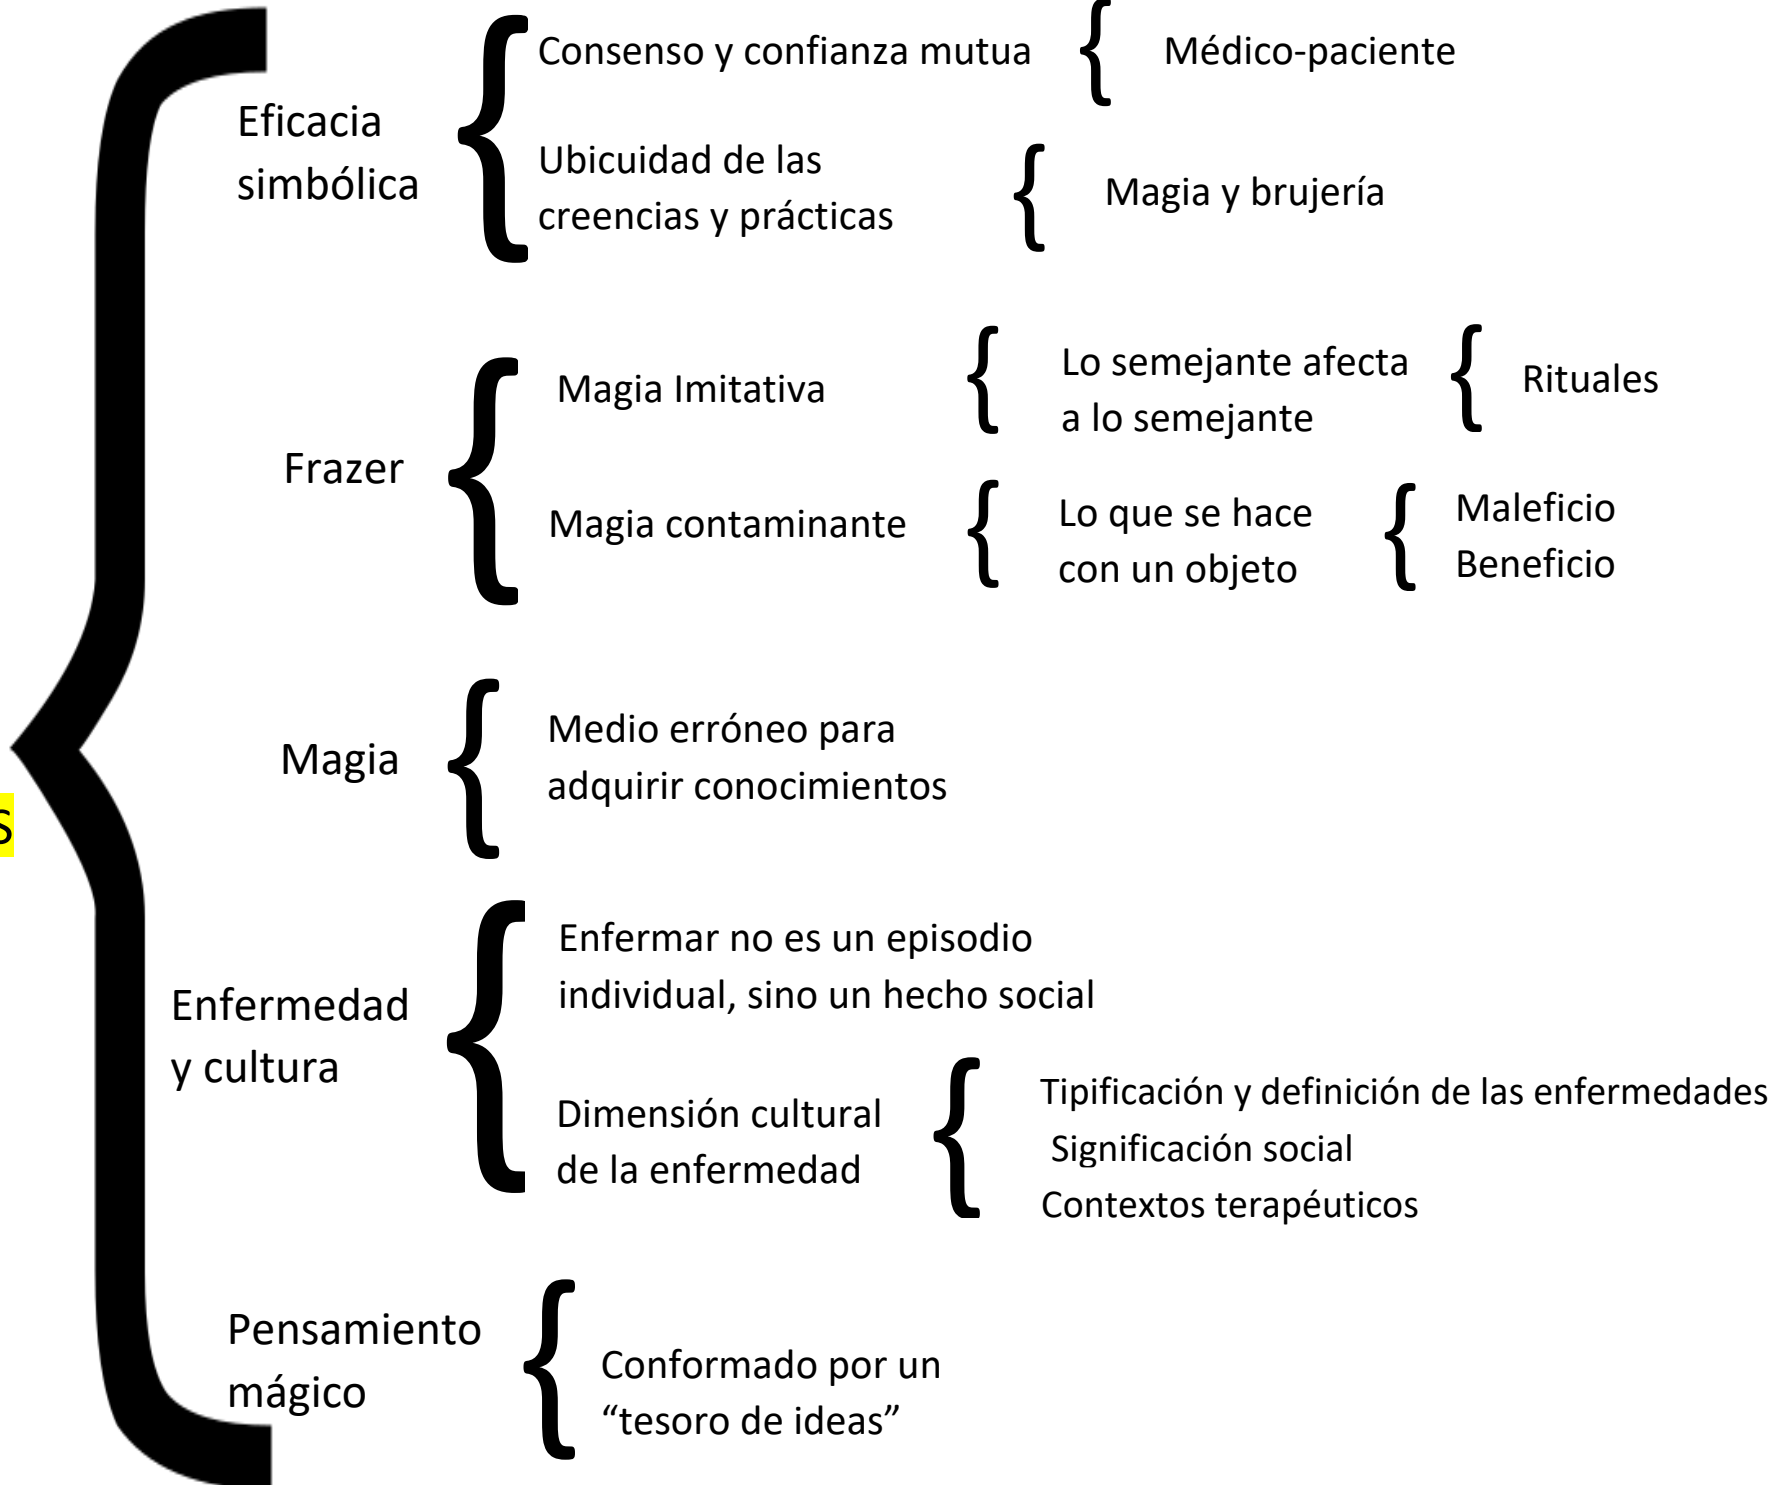 Eficacia
simbólica
Consenso y confianza mutua
Médico-paciente
Ubicuidad de las
creencias y prácticas
Magia y brujería
Frazer
Magia Imitativa
Lo semejante afecta
a lo semejante
Rituales
Magia contaminante
Lo que se hace
con un objeto
Maleficio
Beneficio
Magia
Medio erróneo para
adquirir conocimientos
Enfermedad
y cultura
Enfermar no es un episodio
individual, sino un hecho social
Dimensión cultural
de la enfermedad
Tipificación y definición de las enfermedades
Significación social
Contextos terapéuticos
Pensamiento
mágico
Conformado por un
“tesoro de ideas”